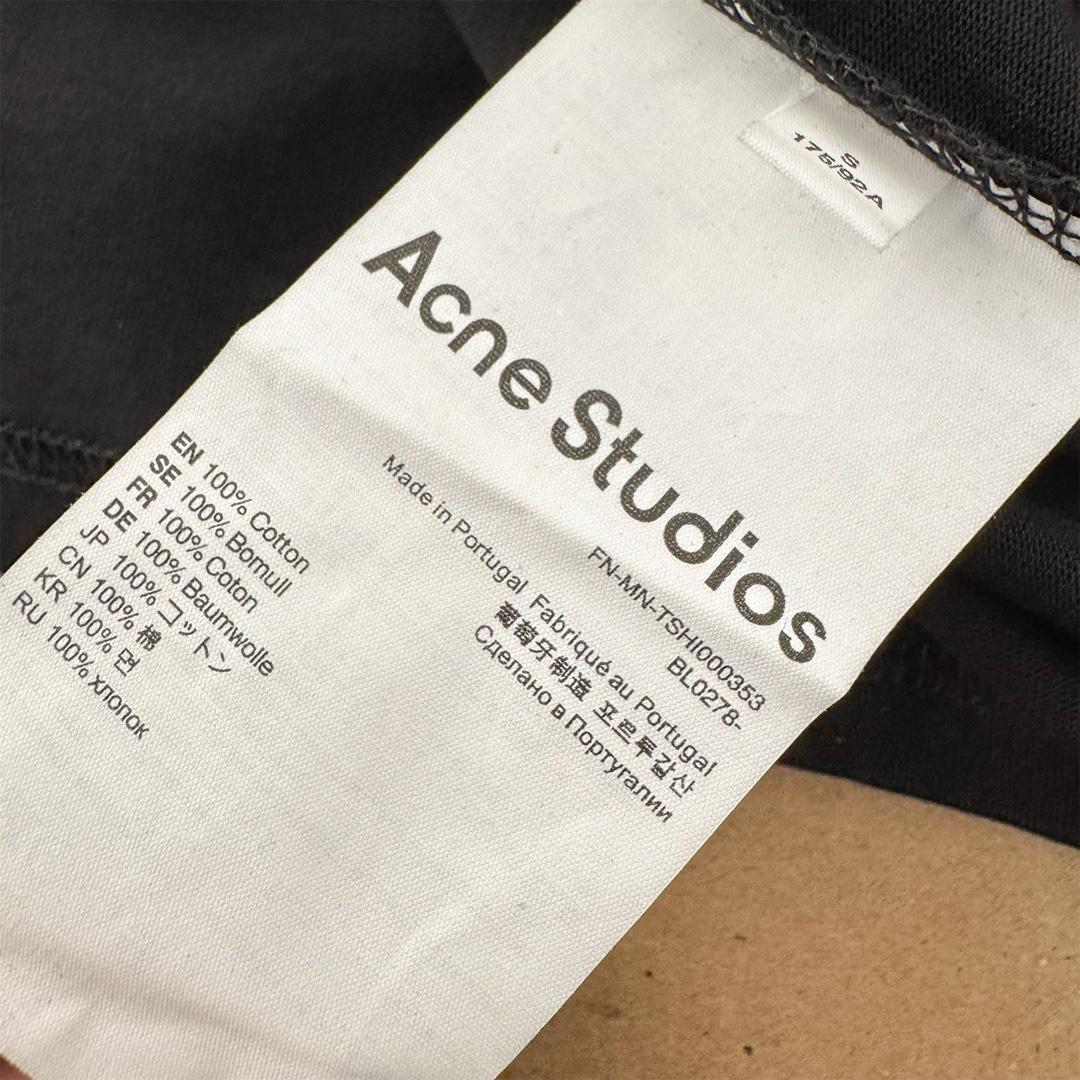 S
175/92A
Acne Studios
FN-MN-TSHI000353
BL0278-
Made in Portugal Fabriqué au Portugal
葡萄牙制造 포르투갈산
Сделано в Португалии
EN 100% Cotton
SE 100% Bomull
FR 100% Coton
DE 100% Baumwolle
JP 100% コットン
CN 100% 棉
KR 100% 면
RU 100% хлопок